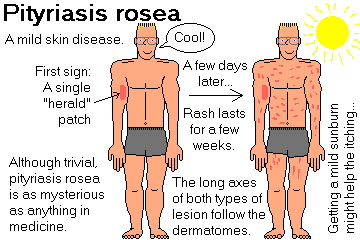 Pityriasis rosea
A mild skin disease.
Cool!
First sign:
A single
"herald"
patch
A few days
later...
Rash lasts
for a few
weeks.
Although trivial,
pityriasis rosea
is as mysterious
as anything in
medicine.
The long axes
of both types of
lesion follow the
dermatomes.
Getting a mild sunburn
might help the itching...